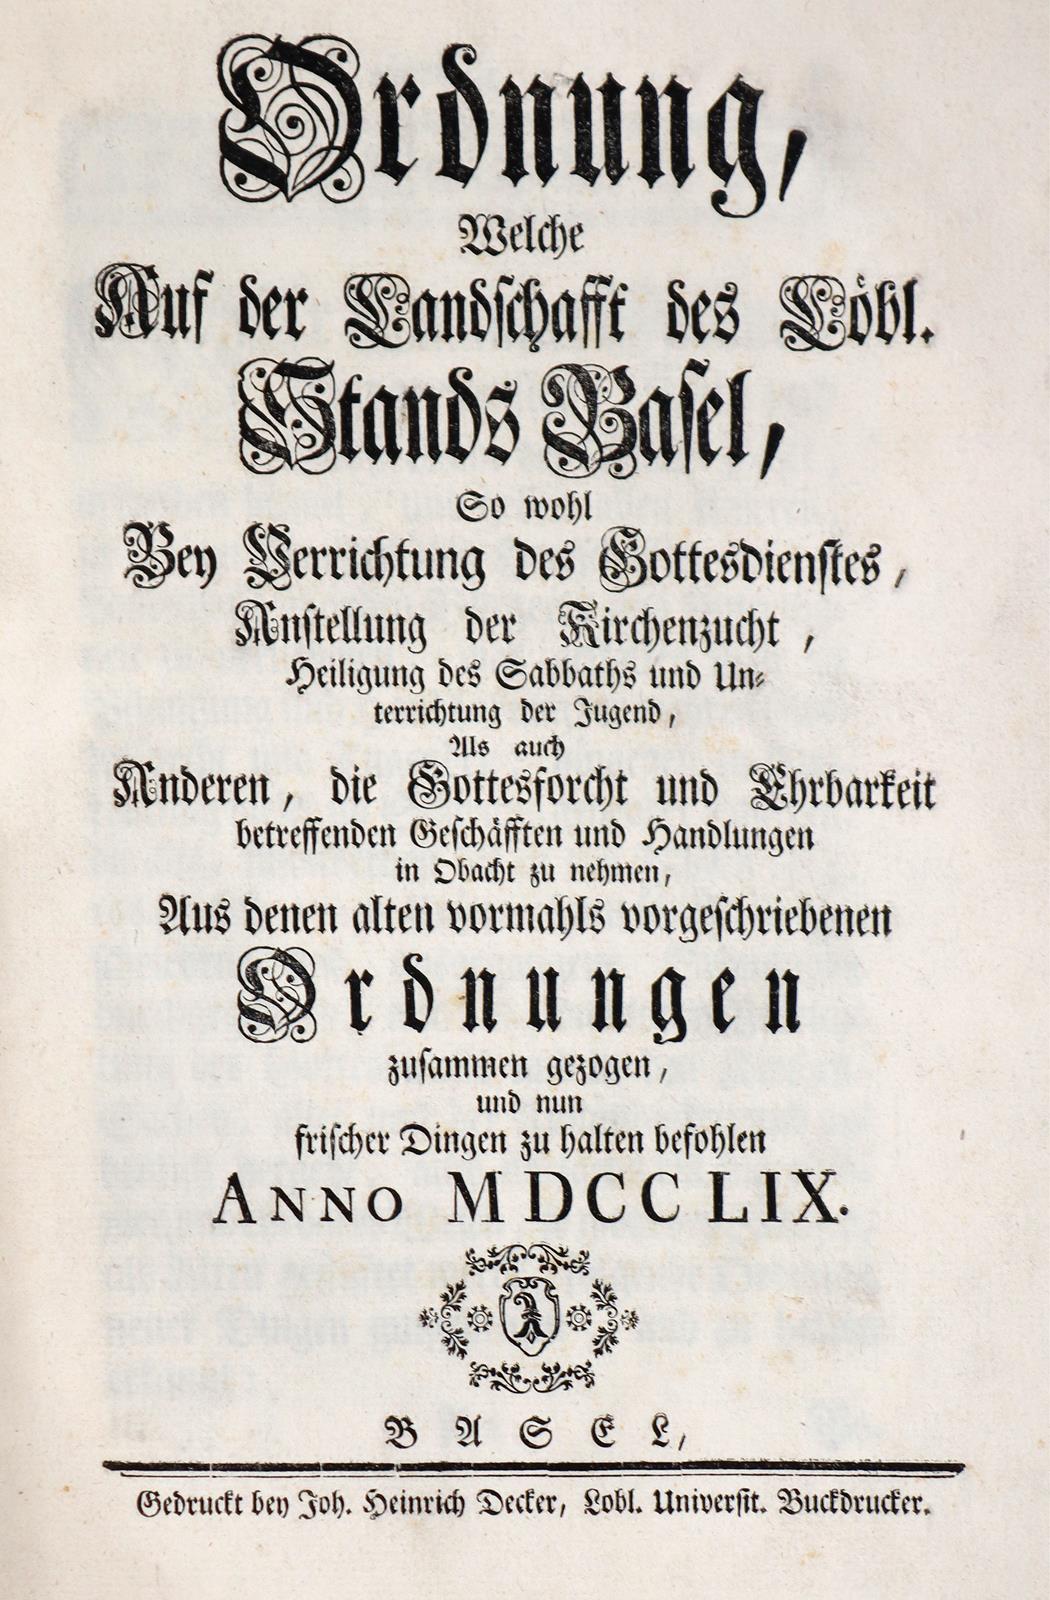 Ordnung,
Welche
Auf der Landschafft des Löbl.
Stands Basel,
So wohl
Bey Verrichtung des Gottesdienstes,
Anstellung der Kirchenzucht,
Heiligung des Sabbaths und Un-
terrichtung der Jugend,
Als auch
Anderen, die Gottesforcht und Ehrbarkeit
betreffenden Geschäfften und Handlungen
in Obacht zu nehmen,
Aus denen alten vormahls vorgeschriebenen
Ordnungen
zusammen gezogen,
und nun
frischer Dingen zu halten befohlen
ANNO MDCCLIX.
BASEL,
Gedruckt bey Joh. Heinrich Decker, Lobl. Universit. Buckdrucker.